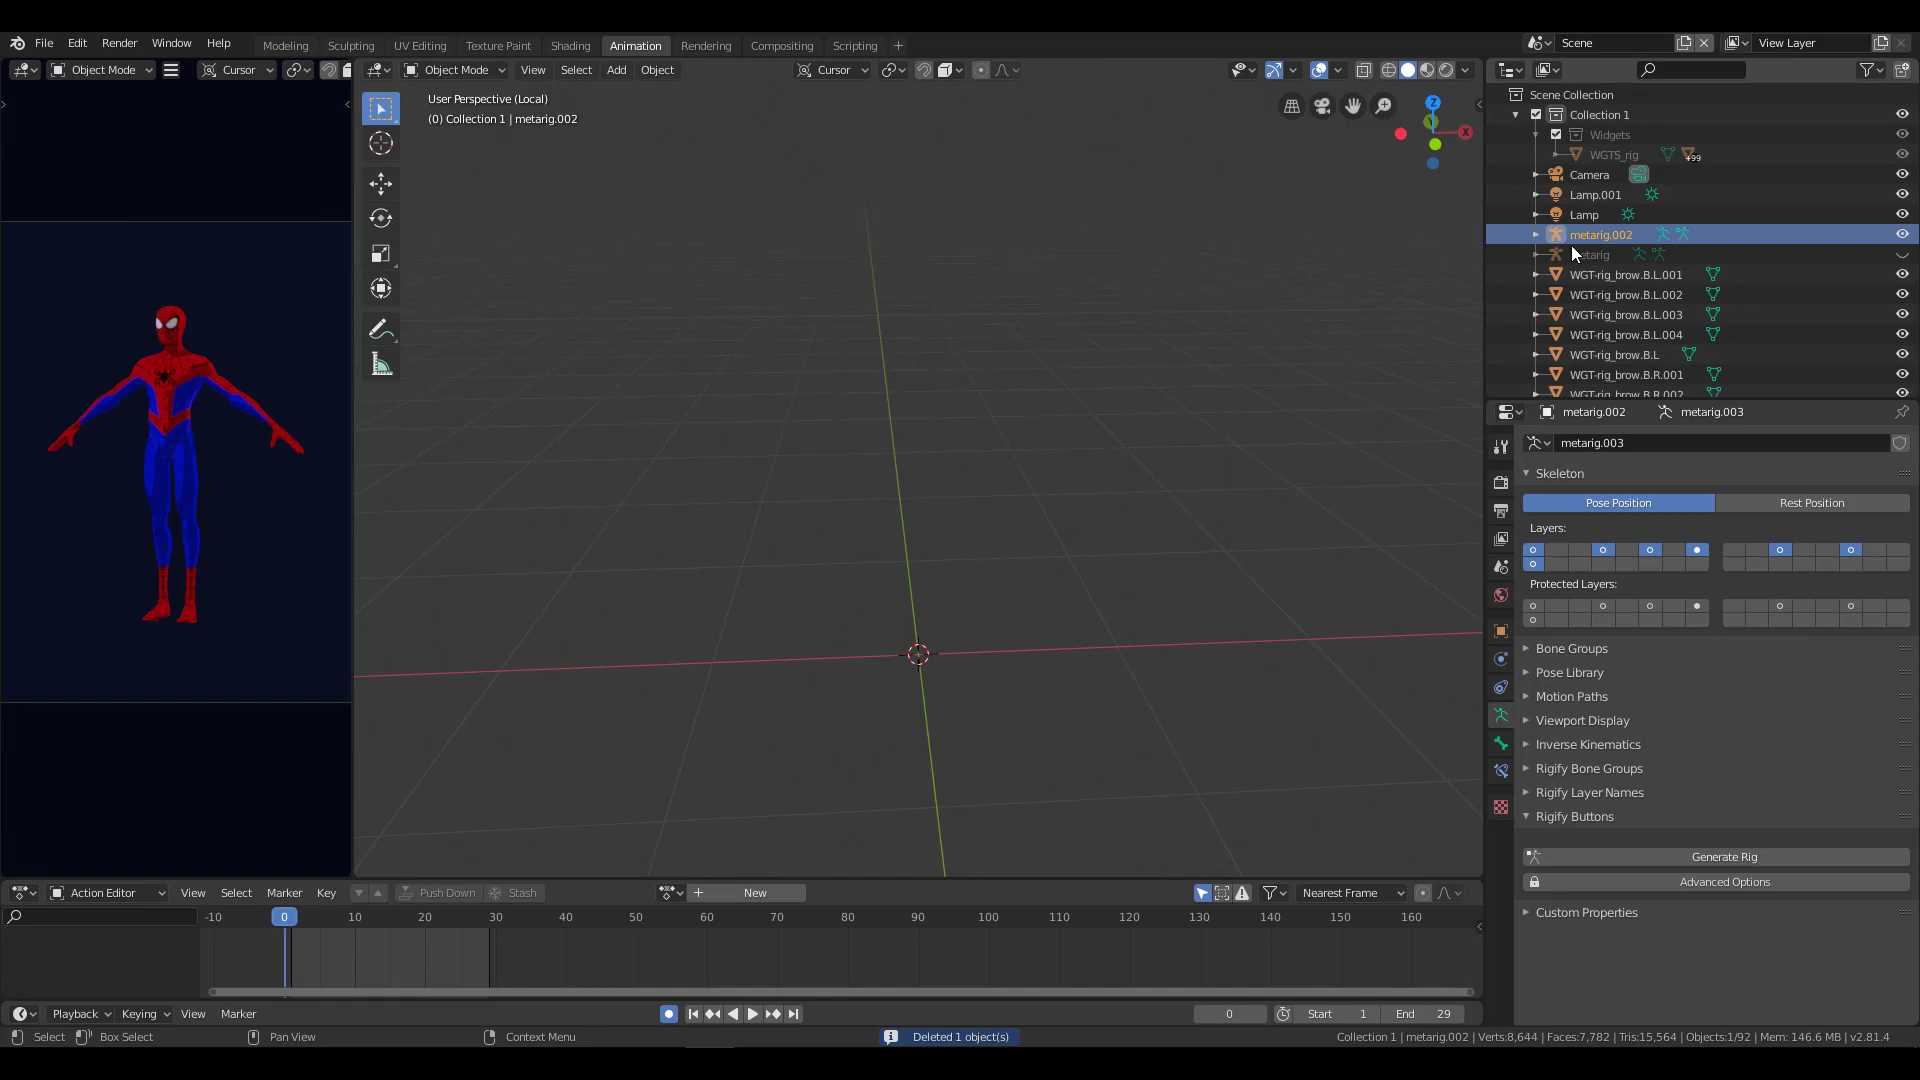 File Edit Render Window Help
Modeling Sculpting UV Editing Texture Paint Shading Animation Rendering Compositing Scripting +
Scene View Layer
Object Mode Cursor
Object Mode View Select Add Object Cursor
User Perspective (Local)
(0) Collection 1 | metarig.002
Z
X
Scene Collection
Collection 1
Widgets
WGTS_rig +99
Camera
Lamp.001
Lamp
metarig.002
WGT-rig_brow.B.L.001
WGT-rig_brow.B.L.002
WGT-rig_brow.B.L.003
WGT-rig_brow.B.L.004
WGT-rig_brow.B.L
WGT-rig_brow.B.R.001
WGT-rig_brow.B.R.002
metarig.002 metarig.003
metarig.003
Skeleton
Pose Position Rest Position
Layers:
Protected Layers:
Bone Groups
Pose Library
Motion Paths
Viewport Display
Inverse Kinematics
Rigify Bone Groups
Rigify Layer Names
Rigify Buttons
Generate Rig
Advanced Options
Custom Properties
Action Editor View Select Marker Key Push Down Stash + New Nearest Frame
-10 0 10 20 30 40 50 60 70 80 90 100 110 120 130 140 150 160
Playback Keying View Marker 0 Start 1 End 29
Select Box Select Pan View Context Menu Deleted 1 object(s) Collection 1 | metarig.002 | Verts:8,644 | Faces:7,782 | Tris:15,564 | Objects:1/92 | Mem: 146.6 MB | v2.81.4